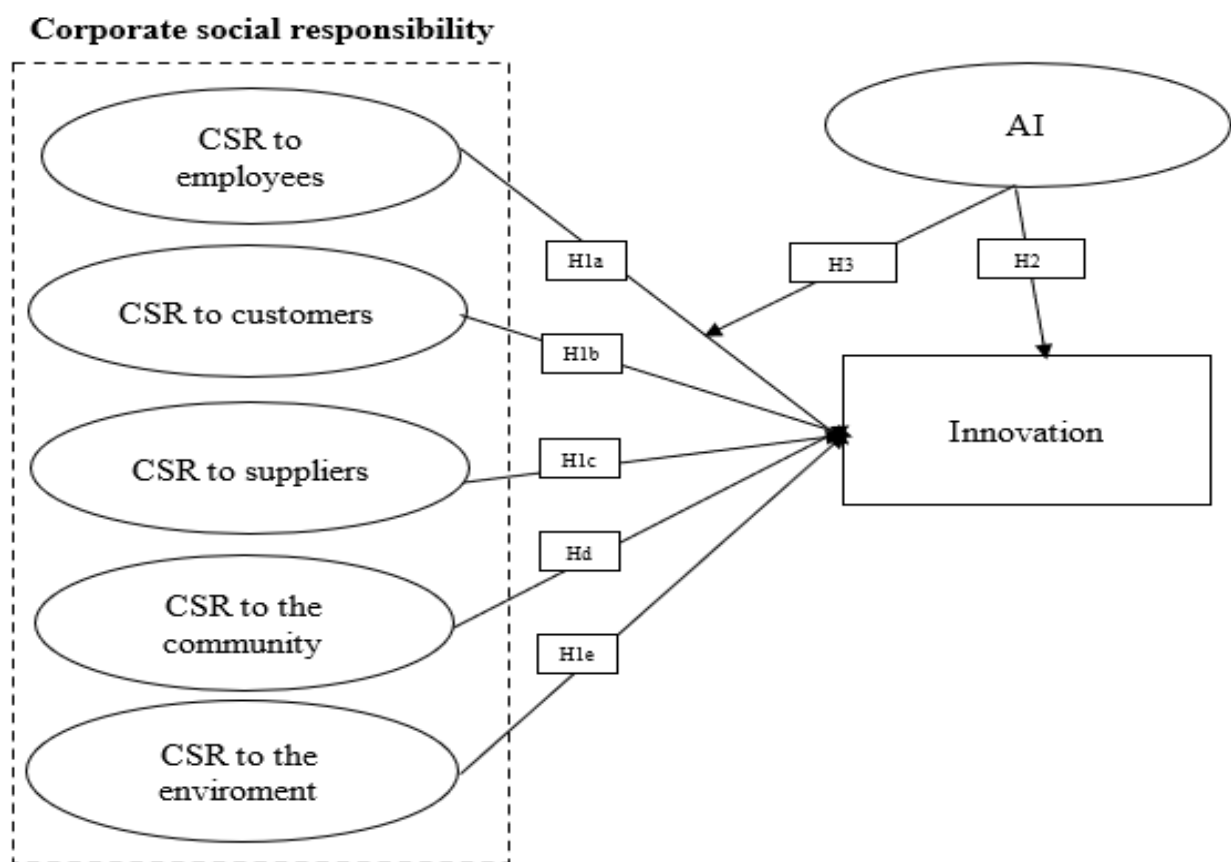 Corporate social responsibility
CSR to
employees
AI
H1a
H3
H2
CSR to customers
H1b
Innovation
CSR to suppliers
H1c
Hd
CSR to the
community
H1e
CSR to the
enviroment